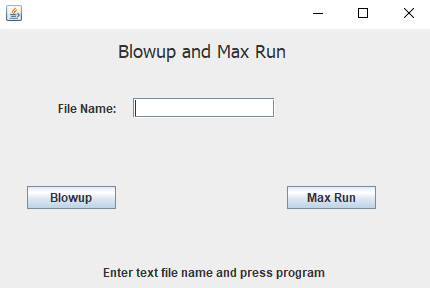 Blowup and Max Run
File Name:
Blowup
Max Run
Enter text file name and press program